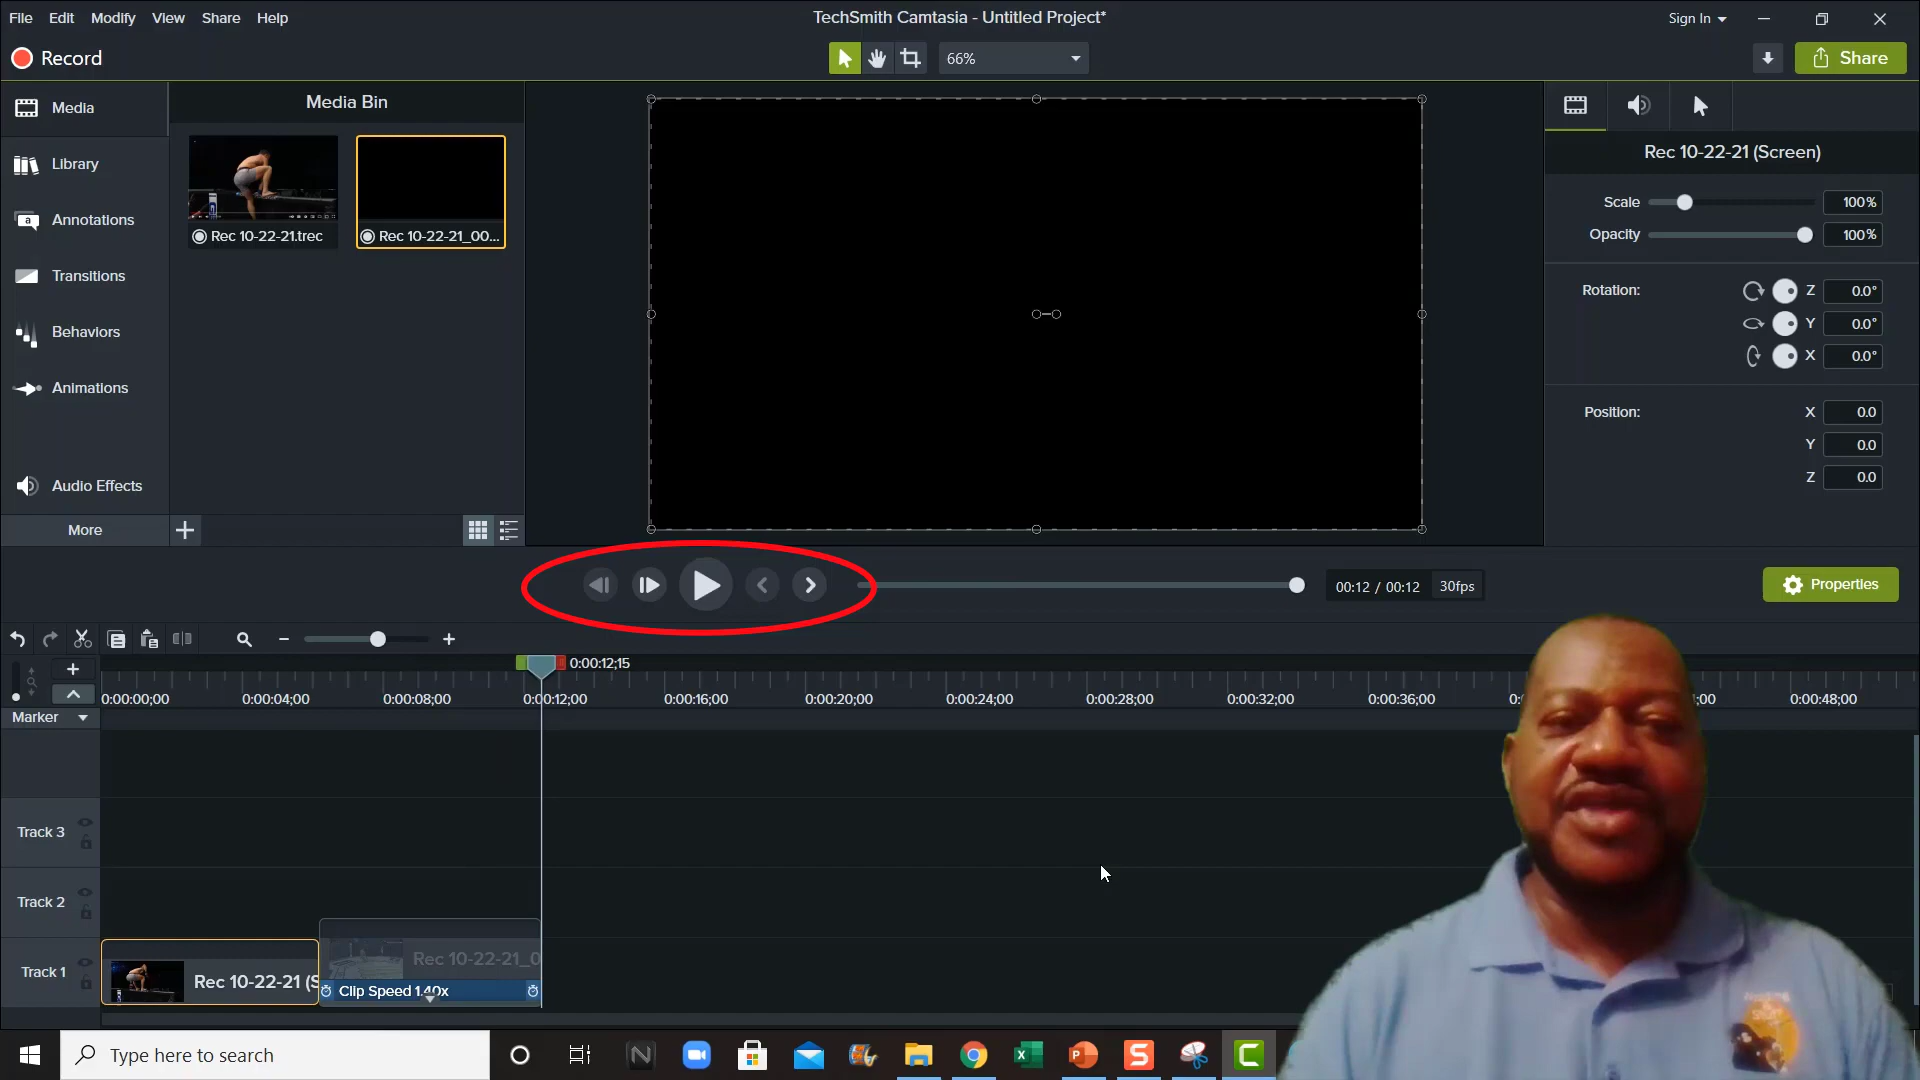 File Edit Modify View Share Help
TechSmith Camtasia - Untitled Project*
Sign In
Record
66%
Share
Media
Media Bin
Library
Annotations
Transitions
Behaviors
Animations
Audio Effects
More
Rec 10-22-21.trec
Rec 10-22-21_00...
Rec 10-22-21 (Screen)
Scale 100%
Opacity 100%
Rotation: Z 0.0°
Y 0.0°
X 0.0°
Position: X 0.0
Y 0.0
Z 0.0
00:12 / 00:12 30fps
Properties
0:00:12;15
0:00:00;00 0:00:04;00 0:00:08;00 0:00:12;00 0:00:16;00 0:00:20;00 0:00:24;00 0:00:28;00 0:00:32;00 0:00:36;00 0:00:48;00
Marker
Track 3
Track 2
Track 1
Rec 10-22-21 (S
Rec 10-22-21_0
Clip Speed 1.40x
Type here to search